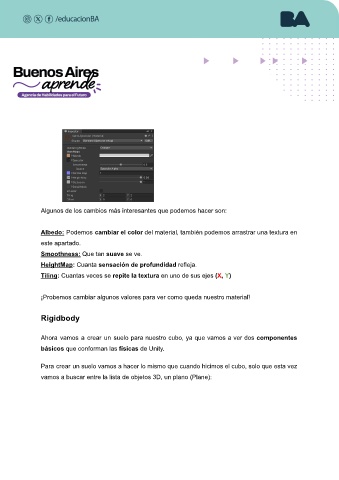 /educacionBA
BA
Buenos Aires
aprende
Agencia de Habilidades para el Futuro
Algunos de los cambios más interesantes que podemos hacer son:
Albedo: Podemos cambiar el color del material, también podemos arrastrar una textura en
este apartado.
Smoothness: Que tan suave se ve.
HeightMap: Cuanta sensación de profundidad refleja.
Tiling: Cuantas veces se repite la textura en uno de sus ejes (X, Y)
¡Probemos cambiar algunos valores para ver como queda nuestro material!
Rigidbody
Ahora vamos a crear un suelo para nuestro cubo, ya que vamos a ver dos componentes
básicos que conforman las físicas de Unity.
Para crear un suelo vamos a hacer lo mismo que cuando hicimos el cubo, solo que esta vez
vamos a buscar entre la lista de objetos 3D, un plano (Plane).